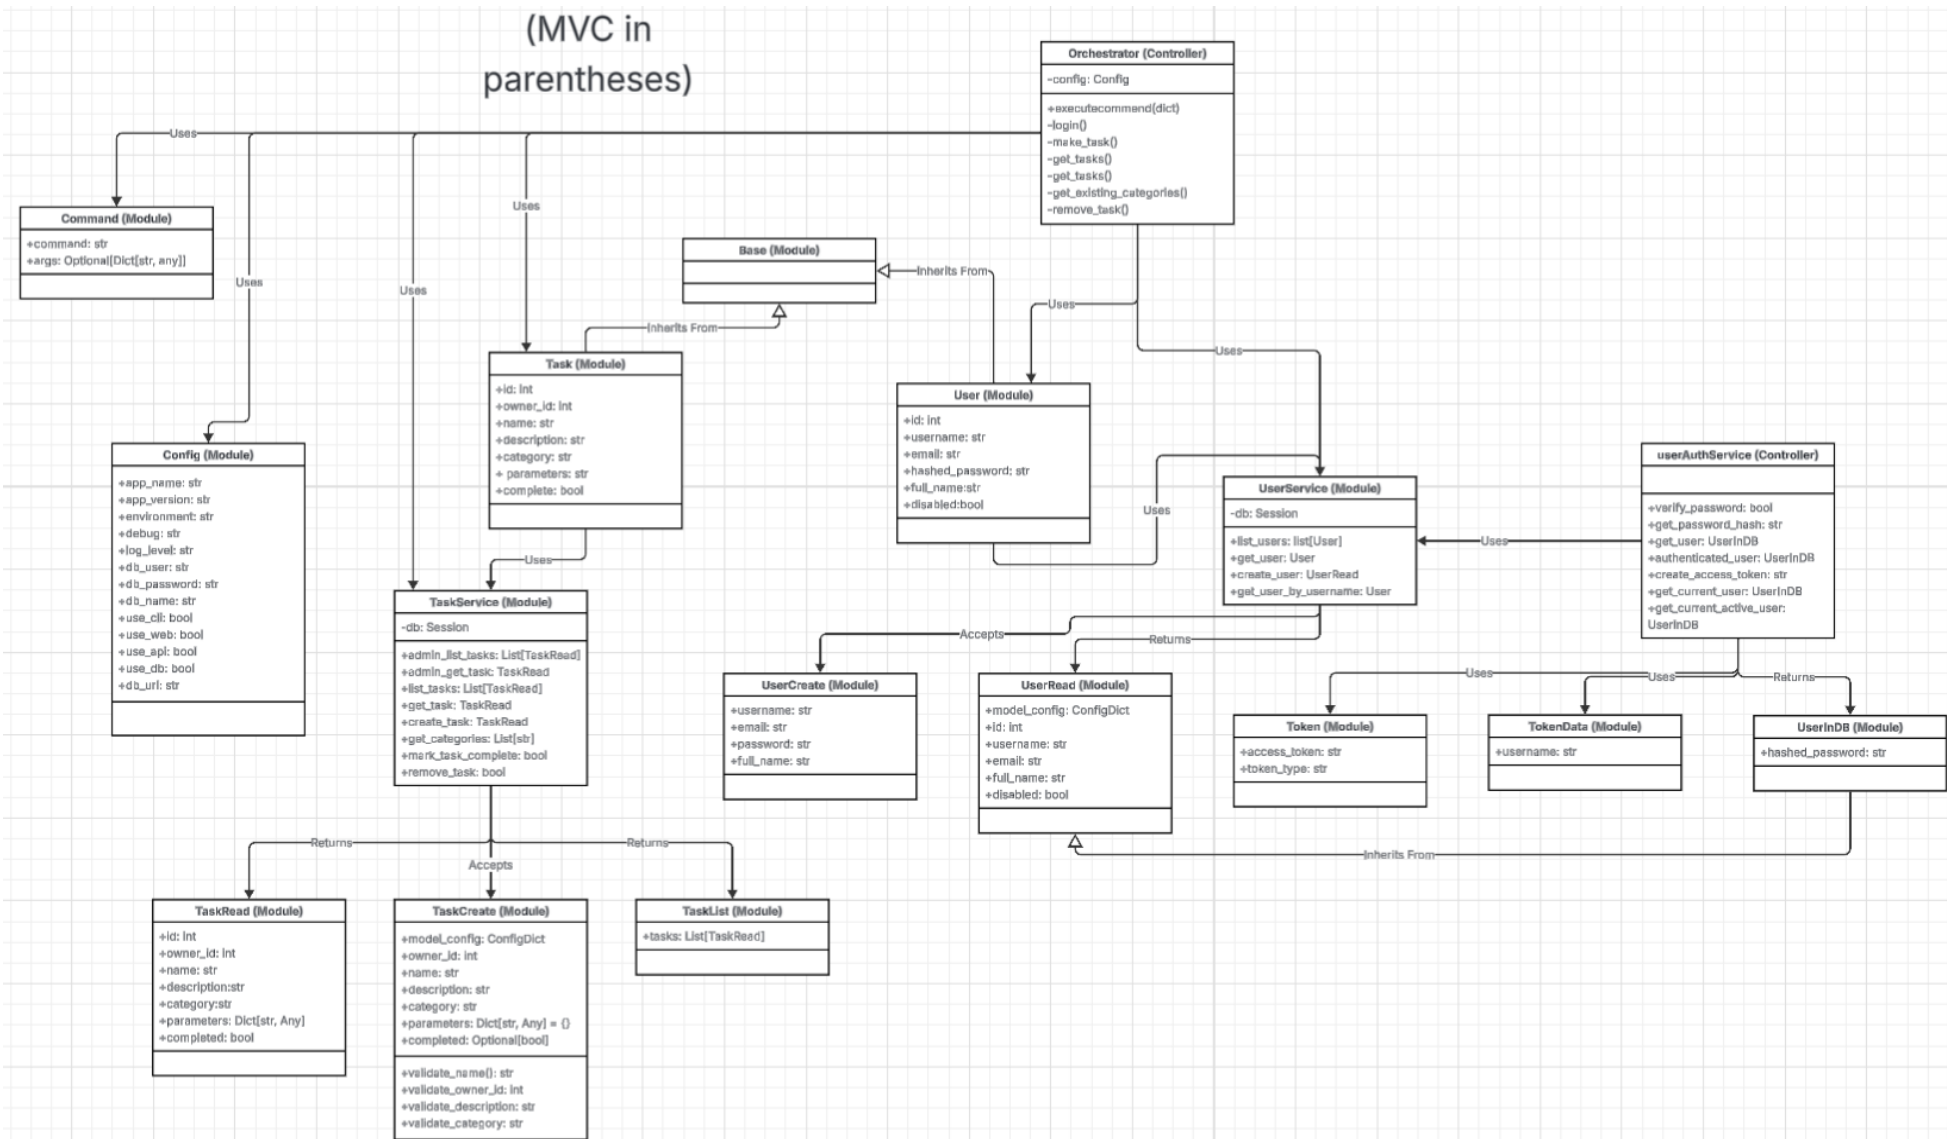 (MVC in
parentheses)
Orchestrator (Controller)
-config: Config
+executecommend(dict)
-login()
-make_task()
-get_tasks()
-get_tasks()
-get_existing_categories()
-remove_task()
Uses
Uses
Uses
Uses
Command (Module)
+command: str
+args: Optional[Dict[str, any]]
Base (Module)
Inherits From
Inherits From
Uses
Uses
Task (Module)
+id: int
+owner_id: int
+name: str
+description: str
+category: str
+ parameters: str
+complete: bool
User (Module)
+id: int
+username: str
+email: str
+hashed_password: str
+full_name:str
+disabled:bool
Config (Module)
+app_name: str
+app_version: str
+environment: str
+debug: str
+log_level: str
+db_user: str
+db_password: str
+db_name: str
+use_cli: bool
+use_web: bool
+use_api: bool
+use_db: bool
+db_url: str
Uses
Uses
UserService (Module)
-db: Session
+list_users: list[User]
+get_user: User
+create_user: UserRead
+get_user_by_username: User
Uses
userAuthService (Controller)
+verify_password: bool
+get_password_hash: str
+get_user: UserInDB
+authenticated_user: UserInDB
+create_access_token: str
+get_current_user: UserInDB
+get_current_active_user:
UserInDB
TaskService (Module)
-db: Session
+admin_list_tasks: List[TaskRead]
+admin_get_task: TaskRead
+list_tasks: List[TaskRead]
+get_task: TaskRead
+create_task: TaskRead
+get_categories: List[str]
+mark_task_complete: bool
+remove_task: bool
Accepts
Returns
Uses
Uses
Returns
UserCreate (Module)
+username: str
+email: str
+password: str
+full_name: str
UserRead (Module)
+model_config: ConfigDict
+id: int
+username: str
+email: str
+full_name: str
+disabled: bool
Token (Module)
+access_token: str
+token_type: str
TokenData (Module)
+username: str
UserInDB (Module)
+hashed_password: str
Inherits From
Returns
Accepts
Returns
TaskRead (Module)
+id: int
+owner_id: int
+name: str
+description:str
+category:str
+parameters: Dict[str, Any]
+completed: bool
TaskCreate (Module)
+model_config: ConfigDict
+owner_id: int
+name: str
+description: str
+category: str
+parameters: Dict[str, Any] = {}
+completed: Optional[bool]
+validate_name(): str
+validate_owner_id: int
+validate_description: str
+validate_category: str
TaskList (Module)
+tasks: List[TaskRead]